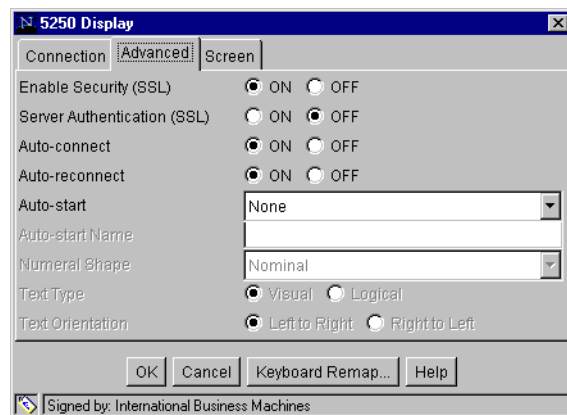 5250 Display
Connection Advanced Screen
Enable Security (SSL) ON OFF
Server Authentication (SSL) ON OFF
Auto-connect ON OFF
Auto-reconnect ON OFF
Auto-start None
Auto-start Name
Numeral Shape Nominal
Text Type Visual Logical
Text Orientation Left to Right Right to Left
OK Cancel Keyboard Remap... Help
Signed by: International Business Machines